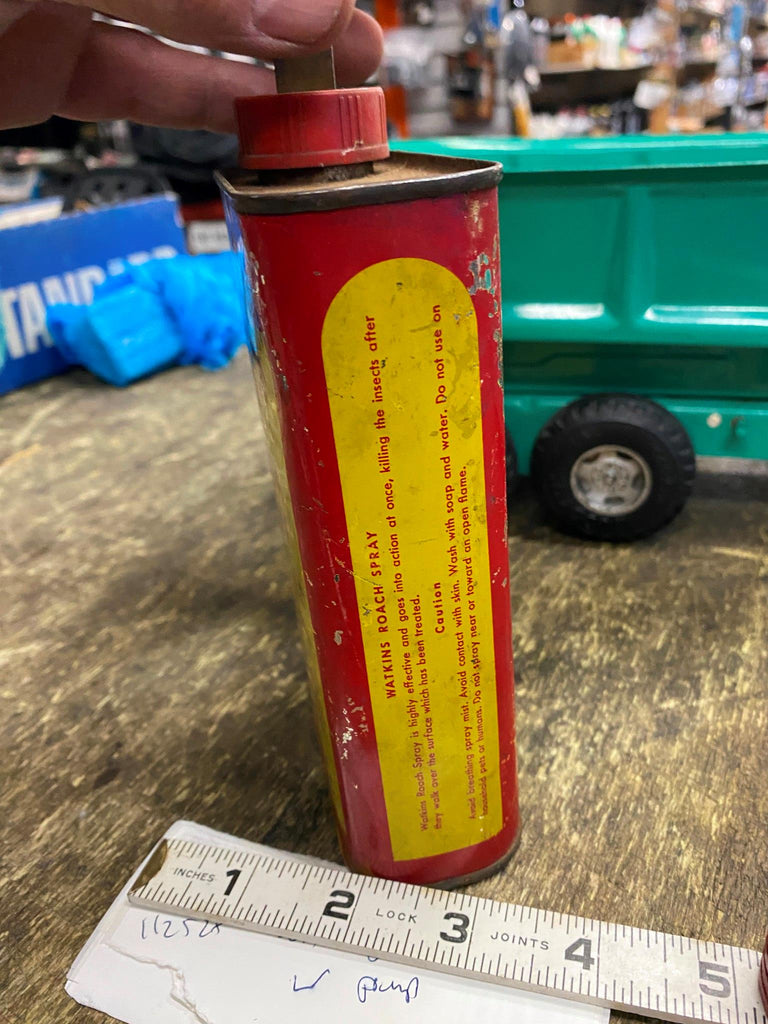 TANDARD
WATKINS ROACH SPRAY
Watkins Roach Spray is highly effective and goes into action at once, killing the insects after
they walk over the surface which has been treated.
Caution
Avoid breathing spray mist. Avoid contact with skin. Wash with soap and water. Do not use on
household pets or humans. Do not spray near or toward an open flame.
INCHES 1 2 LOCK 3 JOINTS 4 5
pump